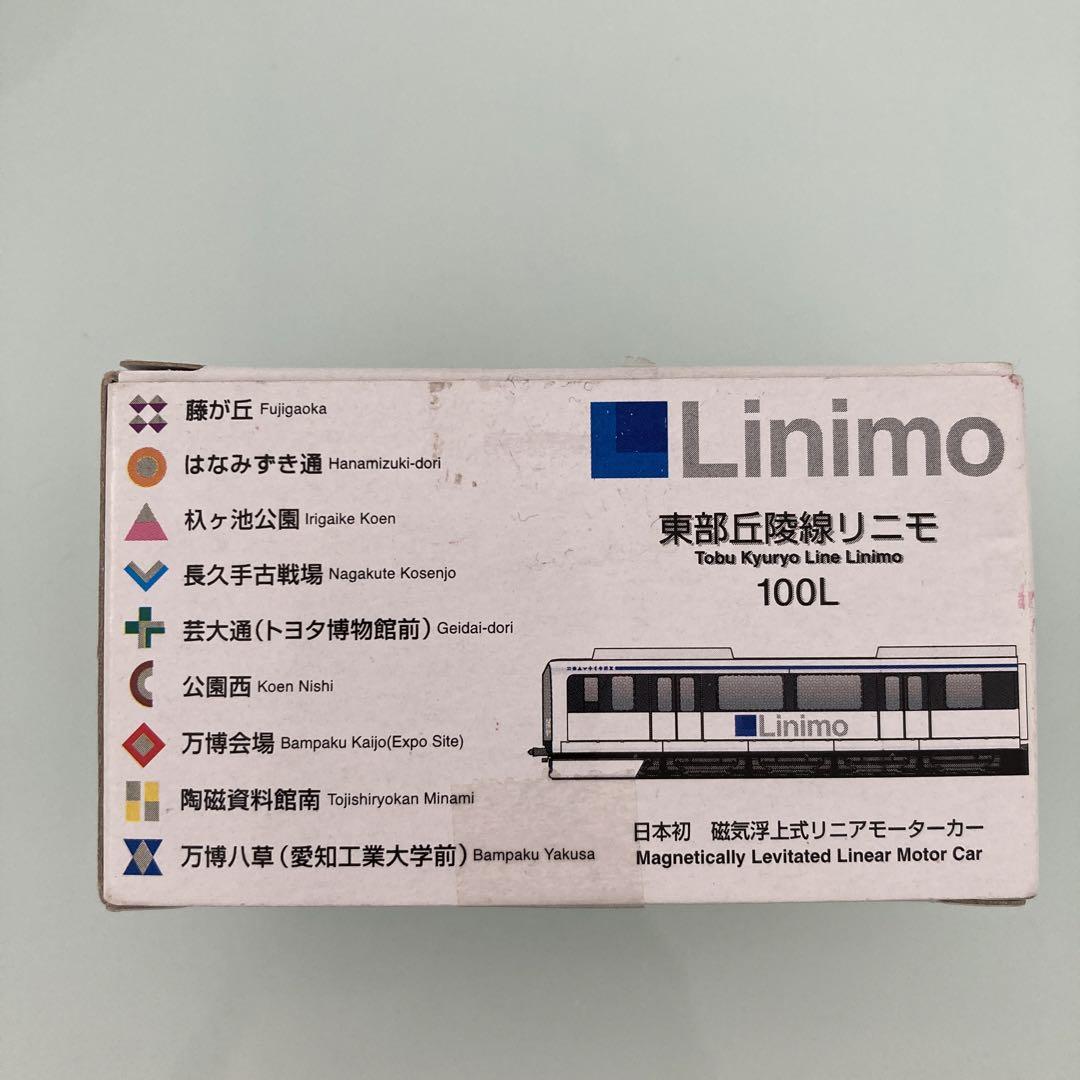 藤が丘 Fujigaoka
はなみずき通 Hanamizuki-dori
杁ヶ池公園 Irigaike Koen
長久手古戦場 Nagakute Kosenjo
芸大通(トヨタ博物館前) Geidai-dori
公園西 Koen Nishi
万博会場 Bampaku Kaijo(Expo Site)
陶磁資料館南 Tojishiryokan Minami
万博八草(愛知工業大学前) Bampaku Yakusa
Linimo
東部丘陵線リニモ
Tobu Kyuryo Line Linimo
100L
Linimo
日本初 磁気浮上式リニアモーターカー
Magnetically Levitated Linear Motor Car